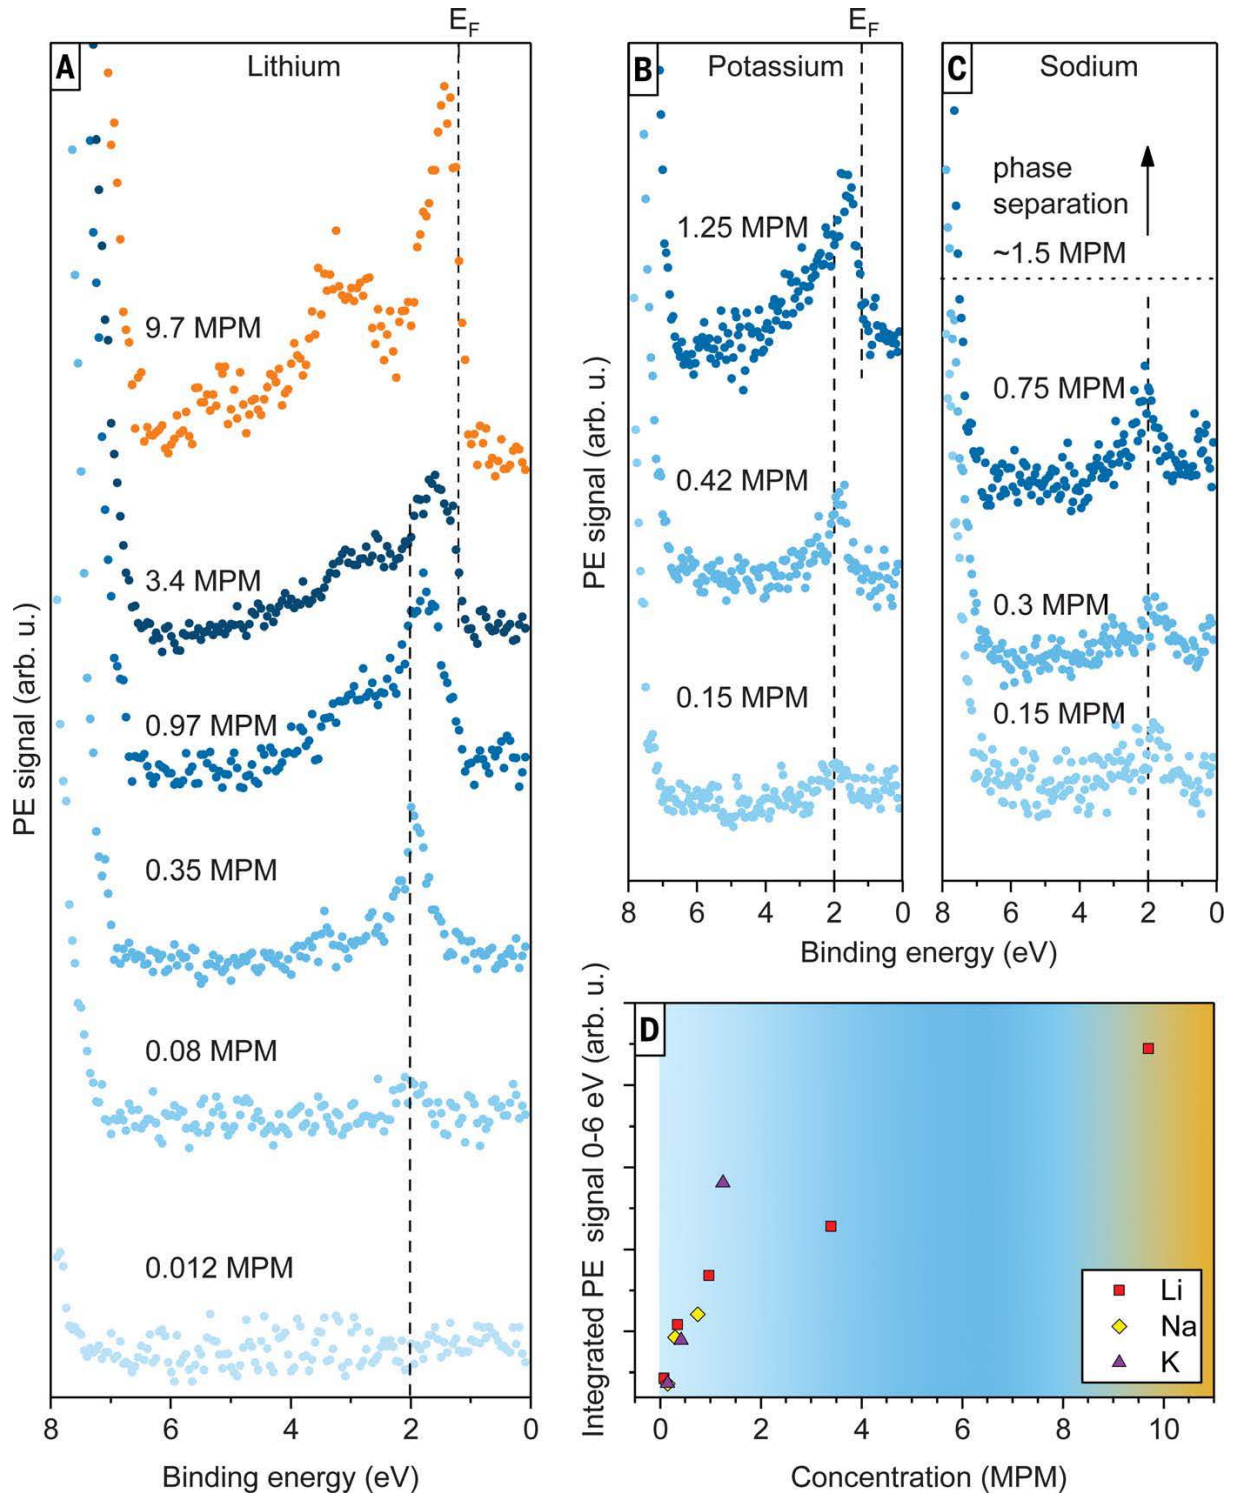 E_F
A
Lithium
9.7 MPM
3.4 MPM
0.97 MPM
0.35 MPM
0.08 MPM
0.012 MPM
PE signal (arb. u.)
8 6 4 2 0
Binding energy (eV)
E_F
B
Potassium
1.25 MPM
0.42 MPM
0.15 MPM
PE signal (arb. u.)
8 6 4 2 0
C
Sodium
phase
separation
~1.5 MPM
0.75 MPM
0.3 MPM
0.15 MPM
8 6 4 2 0
Binding energy (eV)
D
Integrated PE signal 0-6 eV (arb. u.)
Li
Na
K
0 2 4 6 8 10
Concentration (MPM)